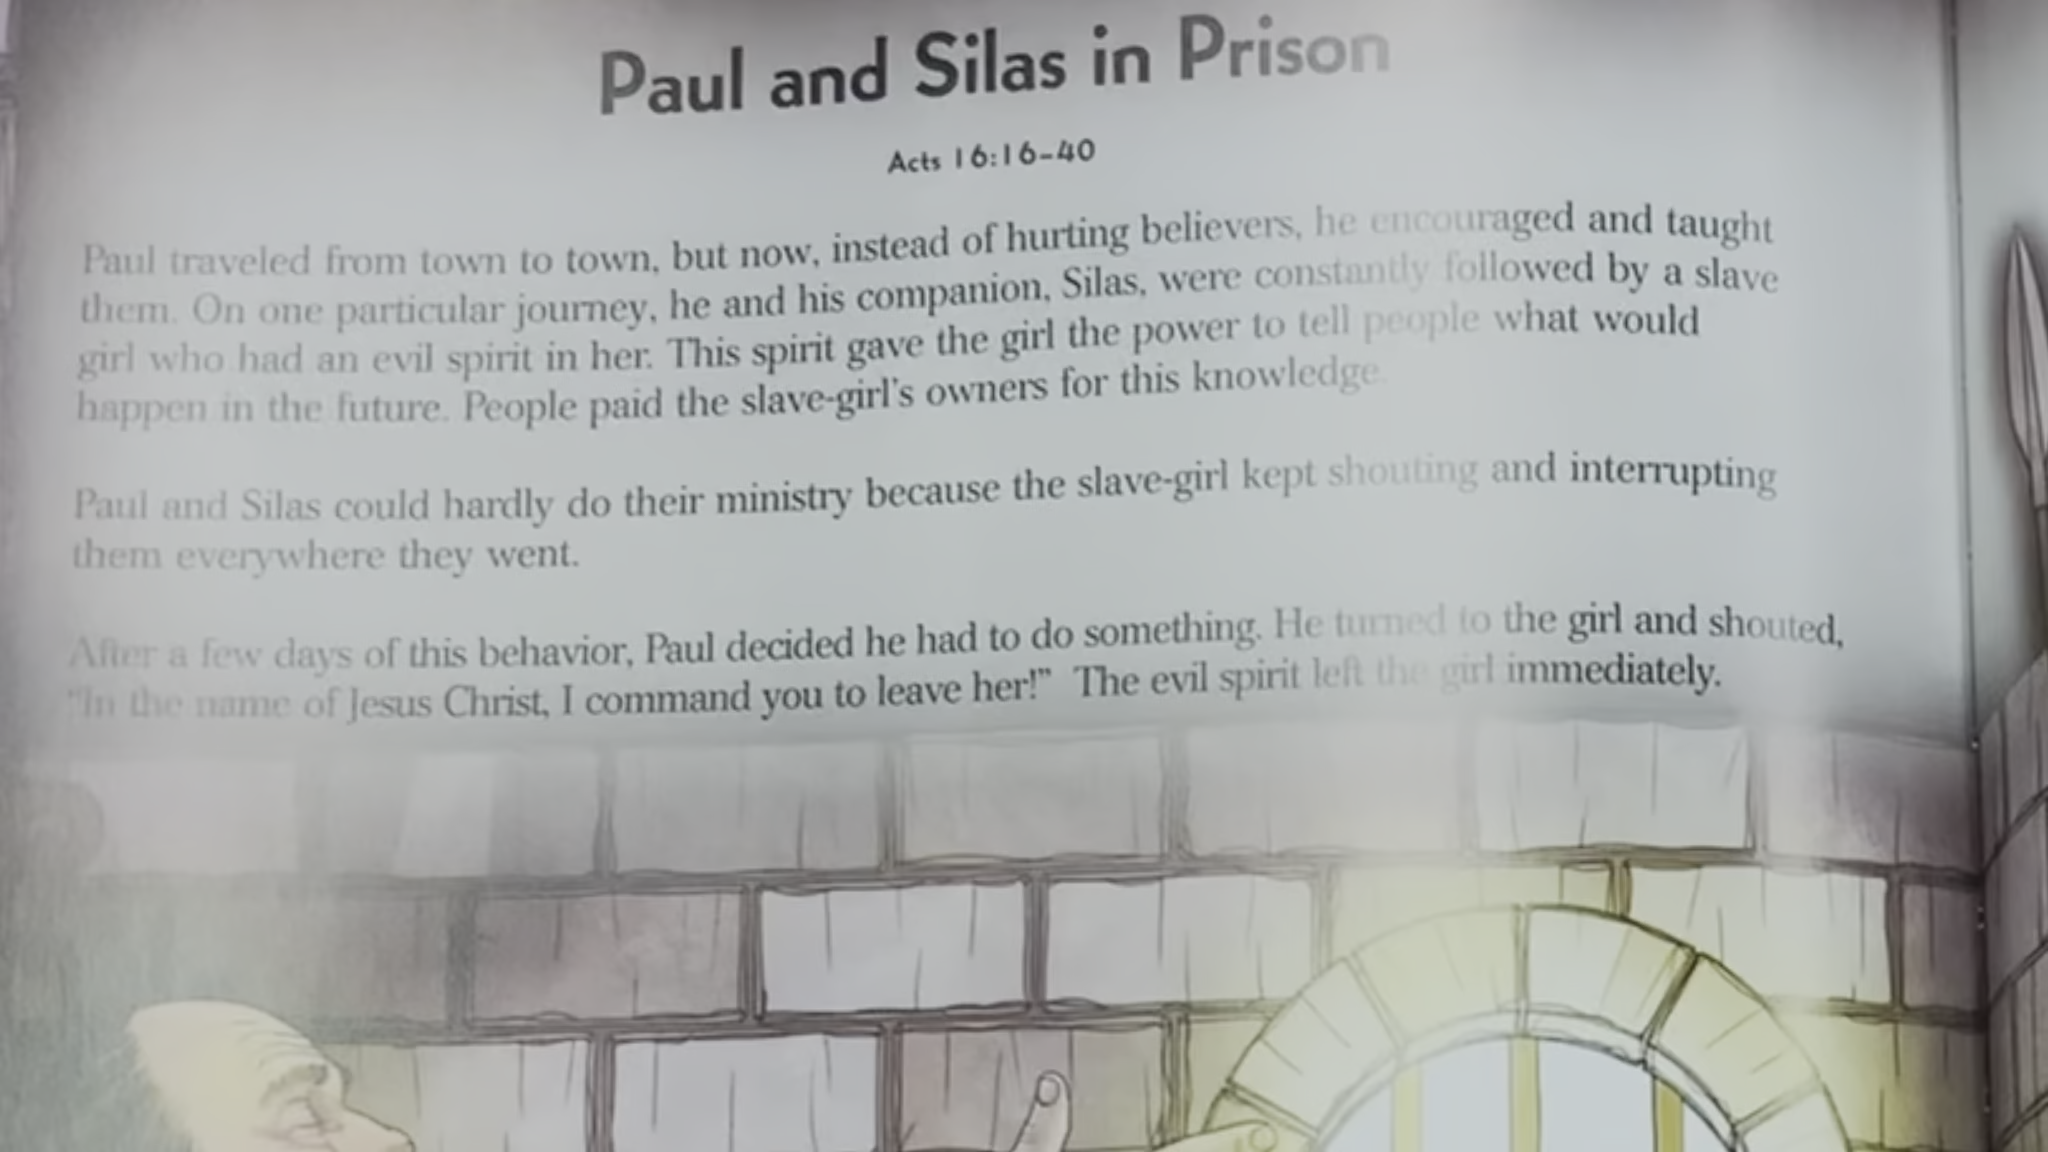 Paul and Silas in Prison
Acts 16:16-40
Paul traveled from town to town, but now, instead of hurting believers, he encouraged and taught
them. On one particular journey, he and his companion, Silas, were constantly followed by a slave
girl who had an evil spirit in her. This spirit gave the girl the power to tell people what would
happen in the future. People paid the slave-girl's owners for this knowledge.
Paul and Silas could hardly do their ministry because the slave-girl kept shouting and interrupting
them everywhere they went.
After a few days of this behavior, Paul decided he had to do something. He turned to the girl and shouted,
"In the name of Jesus Christ, I command you to leave her!" The evil spirit left the girl immediately.